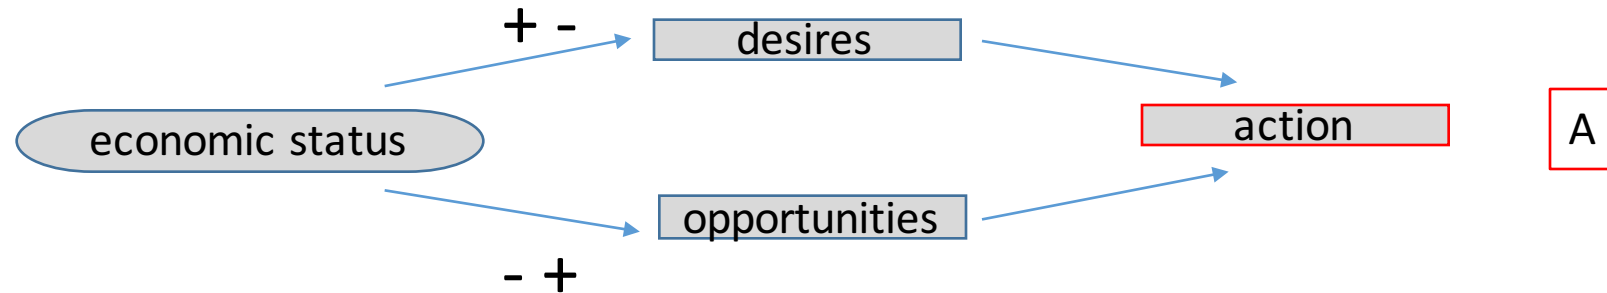 + -
desires
economic status
action
A
opportunities
- +